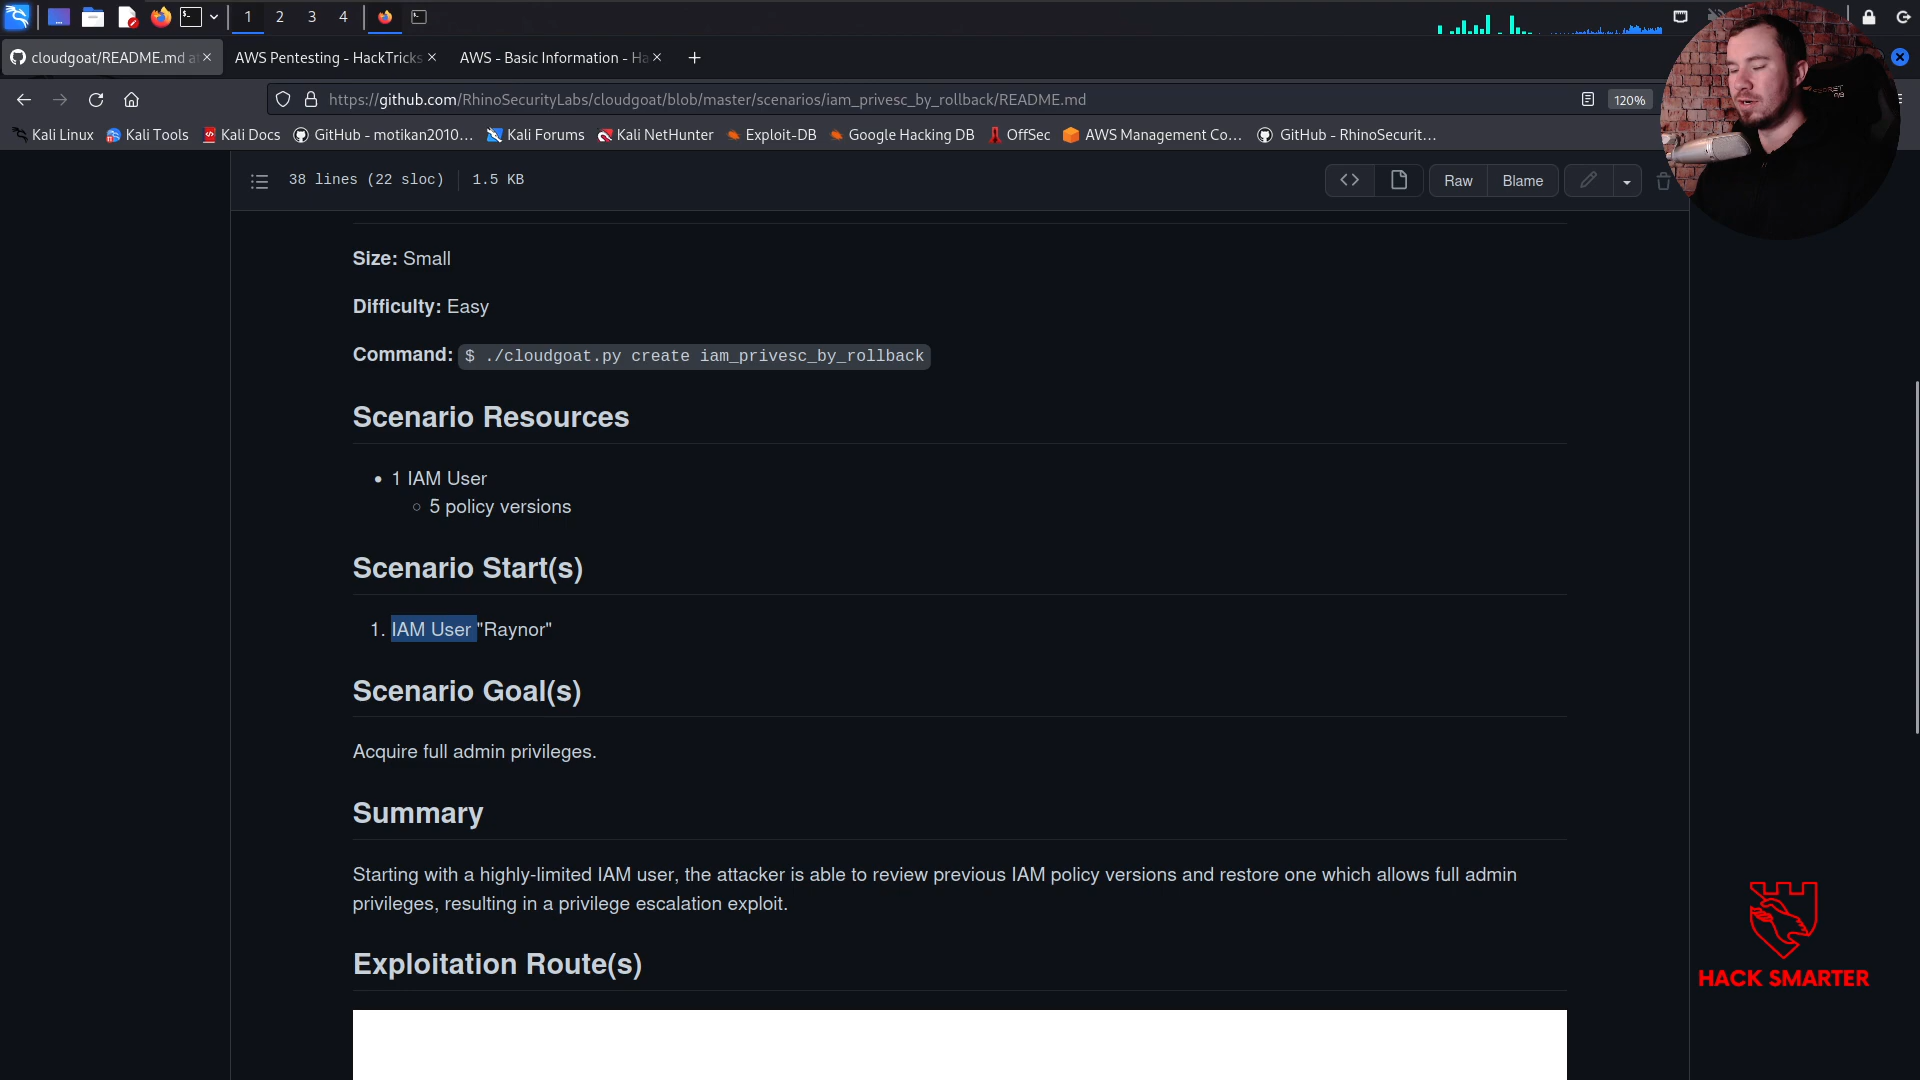 1 2 3 4
cloudgoat/README.md a
AWS Pentesting - HackTricks
AWS - Basic Information - Ha
https://github.com/RhinoSecurityLabs/cloudgoat/blob/master/scenarios/iam_privesc_by_rollback/README.md
120%
Kali Linux
Kali Tools
Kali Docs
GitHub - motikan2010...
Kali Forums
Kali NetHunter
Exploit-DB
Google Hacking DB
OffSec
AWS Management Co...
GitHub - RhinoSecurit...
38 lines (22 sloc)
1.5 KB
Raw
Blame
Size: Small
Difficulty: Easy
Command: $ ./cloudgoat.py create iam_privesc_by_rollback
Scenario Resources
1 IAM User
5 policy versions
Scenario Start(s)
1. IAM User "Raynor"
Scenario Goal(s)
Acquire full admin privileges.
Summary
Starting with a highly-limited IAM user, the attacker is able to review previous IAM policy versions and restore one which allows full admin
privileges, resulting in a privilege escalation exploit.
Exploitation Route(s)
HACK SMARTER